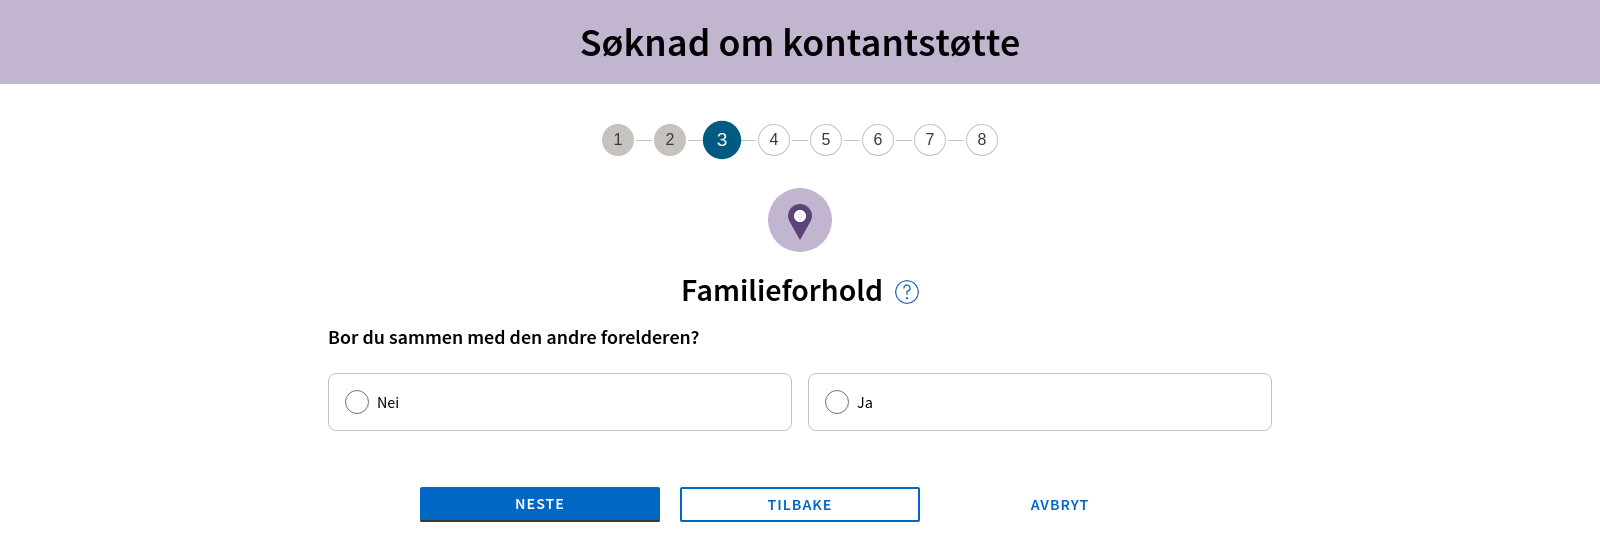 Søknad om kontantstøtte
1 2 3 4 5 6 7 8
Familieforhold ?
Bor du sammen med den andre forelderen?
Nei Ja
NESTE TILBAKE AVBRYT